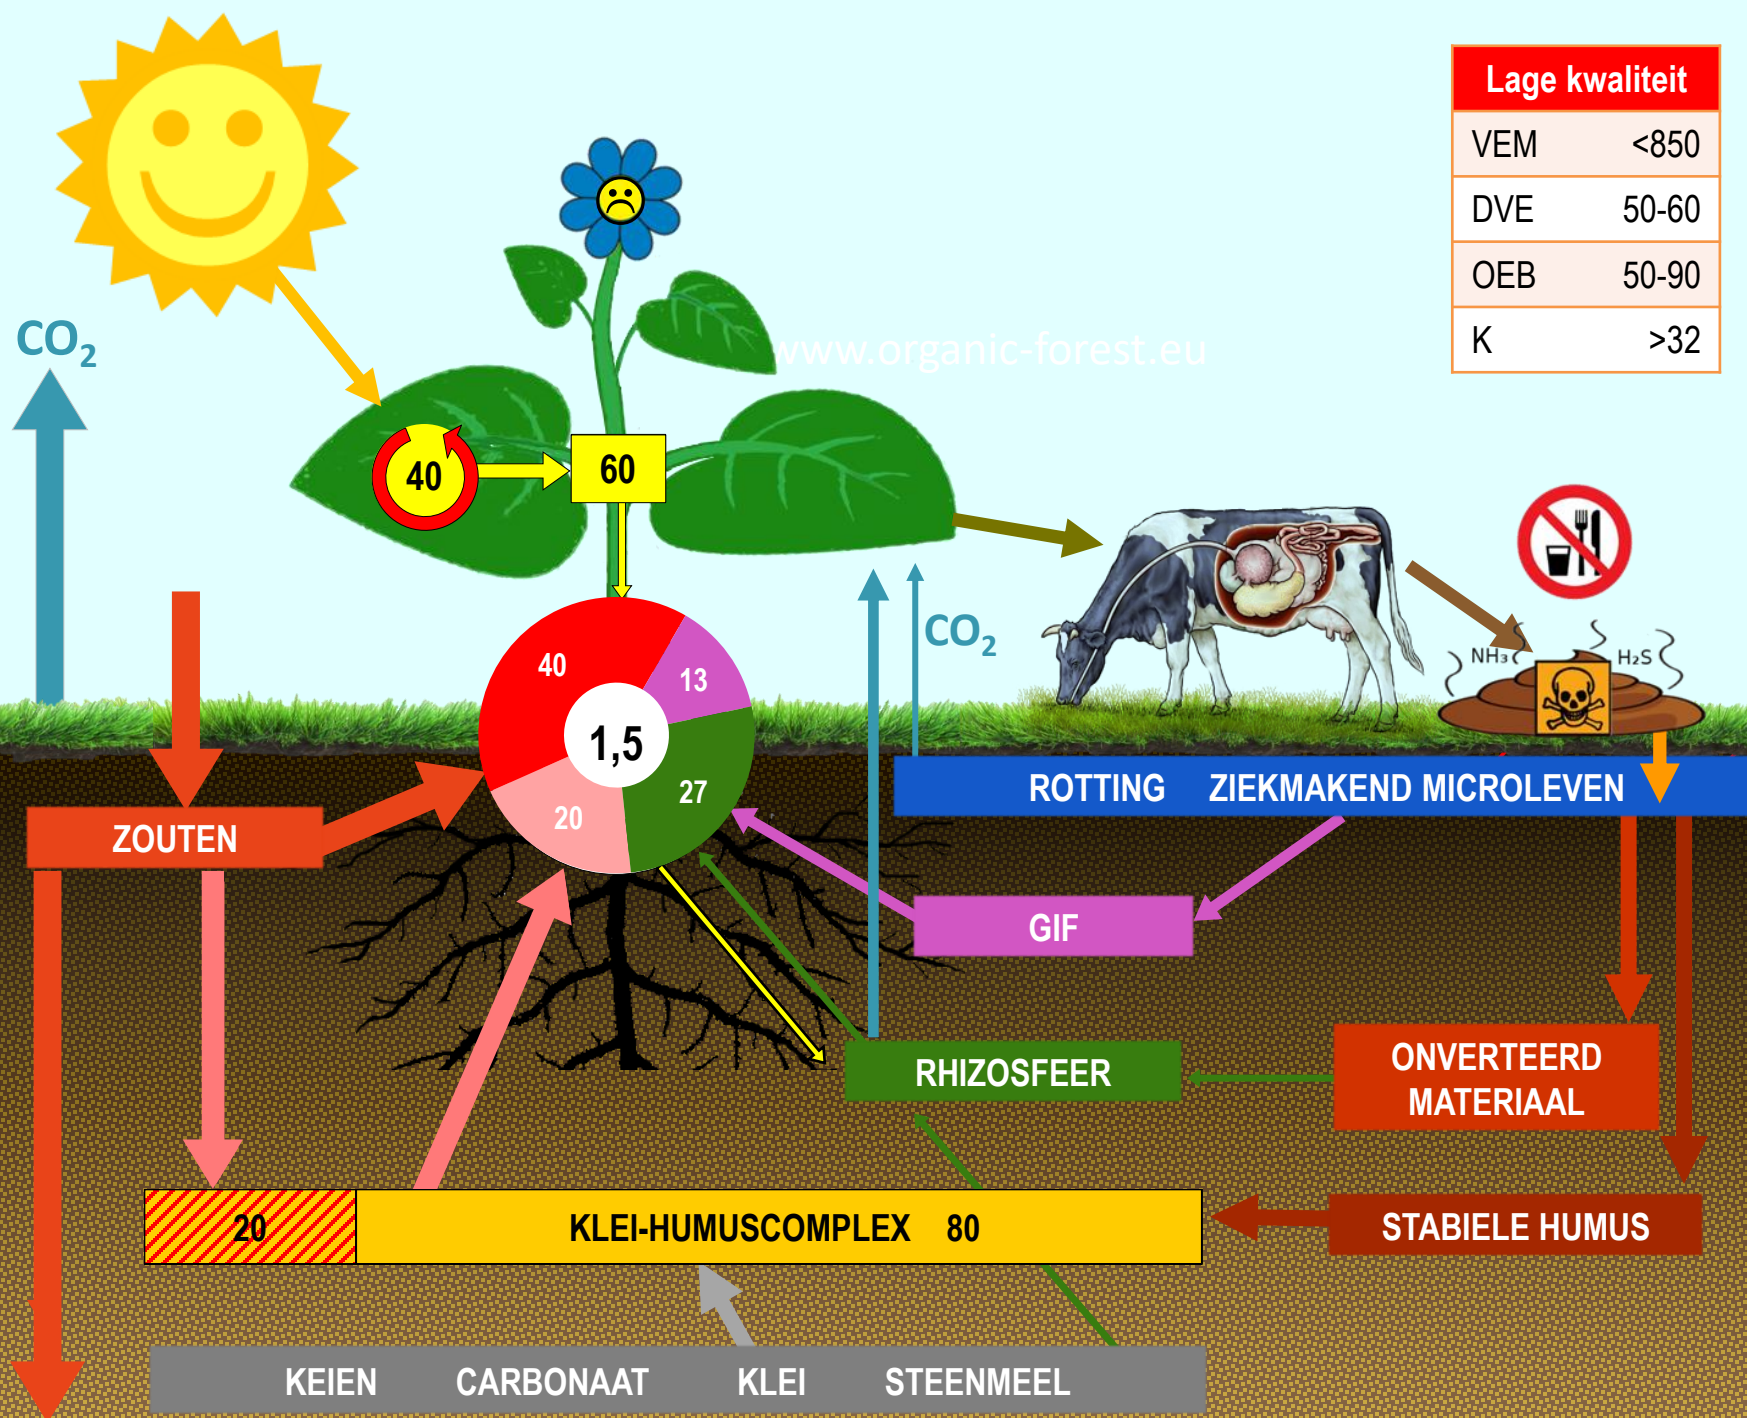 Lage kwaliteit
VEM <850
DVE 50-60
OEB 50-90
K >32
CO₂
www.organic-forest.eu
40
60
CO₂
NH₃
H₂S
40
13
1,5
27
20
ROTTING ZIEKMAKEND MICROLEVEN
ZOUTEN
GIF
RHIZOSFEER
ONVERTEERD
MATERIAAL
20
KLEI-HUMUSCOMPLEX 80
STABIELE HUMUS
KEIEN CARBONAAT KLEI STEENMEEL